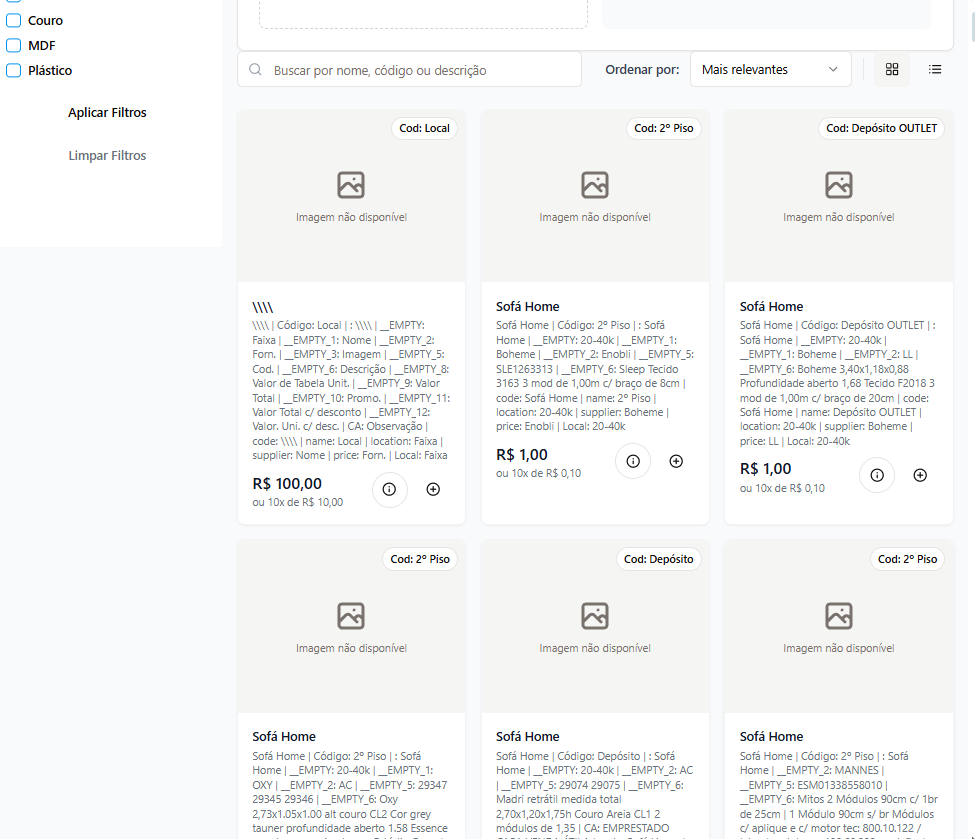 Couro
MDF
Plástico
Aplicar Filtros
Limpar Filtros
Buscar por nome, código ou descrição
Ordenar por:
Mais relevantes
Cod: Local
Imagem não disponível
\\\\
\\\\ | Código: Local | : \\\\ | __EMPTY:
Faixa | __EMPTY_1: Nome | __EMPTY_2:
Forn. | __EMPTY_3: Imagem | __EMPTY_5:
Cod. | __EMPTY_6: Descrição | __EMPTY_8:
Valor de Tabela Unit. | __EMPTY_9: Valor
Total | __EMPTY_10: Promo. | __EMPTY_11:
Valor Total c/ desconto | __EMPTY_12:
Valor. Uni. c/ desc. | CA: Observação |
code: \\\\ | name: Local | location: Faixa |
supplier: Nome | price: Forn. | Local: Faixa
R$ 100,00
ou 10x de R$ 10,00
Cod: 2º Piso
Imagem não disponível
Sofá Home
Sofá Home | Código: 2º Piso | : Sofá
Home | __EMPTY: 20-40k | __EMPTY_1:
Boheme | __EMPTY_2: Enobli | __EMPTY_5:
SLE1263313 | __EMPTY_6: Sleep Tecido
3163 3 mod de 1,00m c/ braço de 8cm |
code: Sofá Home | name: 2º Piso |
location: 20-40k | supplier: Boheme |
price: Enobli | Local: 20-40k
R$ 1,00
ou 10x de R$ 0,10
Cod: Depósito OUTLET
Imagem não disponível
Sofá Home
Sofá Home | Código: Depósito OUTLET | :
Sofá Home | __EMPTY: 20-40k |
__EMPTY_1: Boheme | __EMPTY_2: LL |
__EMPTY_6: Boheme 3,40x1,18x0,88
Profundidade aberto 1,68 Tecido F2018 3
mod de 1,00m c/ braço de 20cm | code:
Sofá Home | name: Depósito OUTLET |
location: 20-40k | supplier: Boheme |
price: LL | Local: 20-40k
R$ 1,00
ou 10x de R$ 0,10
Cod: 2º Piso
Imagem não disponível
Sofá Home
Sofá Home | Código: 2º Piso | : Sofá
Home | __EMPTY: 20-40k | __EMPTY_1:
OXY | __EMPTY_2: AC | __EMPTY_5: 29347
29345 29346 | __EMPTY_6: Oxy
2,73x1.05x1.00 alt couro CL2 Cor grey
tauner profundidade aberto 1.58 Essence
Cod: Depósito
Imagem não disponível
Sofá Home
Sofá Home | Código: Depósito | : Sofá
Home | __EMPTY: 20-40k | __EMPTY_2: AC
| __EMPTY_5: 29074 29075 | __EMPTY_6:
Madri retrátil medida total
2,70x1,20x1,75h Couro Areia CL1 2
módulos de 1,35 | CA: EMPRESTADO
Cod: 2º Piso
Imagem não disponível
Sofá Home
Sofá Home | Código: 2º Piso | : Sofá
Home | __EMPTY_2: MANNES |
__EMPTY_5: ESM01338558010 |
__EMPTY_6: Mitos 2 Módulos 90cm c/ 1br
de 25cm | 1 Módulo 90cm s/ br Módulos
c/ aplique e c/ motor tec: 800.10.122 /